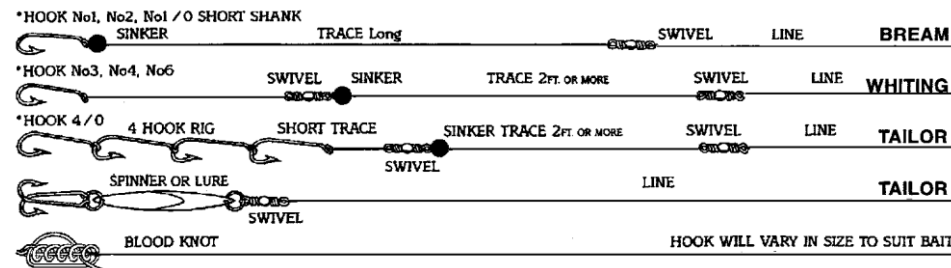 *HOOK No1, No2, No1/0 SHORT SHANK
SINKER TRACE Long SWIVEL LINE BREAM
*HOOK No3, No4, No6
SWIVEL SINKER TRACE 2FT. OR MORE SWIVEL LINE WHITING
*HOOK 4/0
4 HOOK RIG SHORT TRACE SINKER TRACE 2FT. OR MORE SWIVEL LINE TAILOR
SWIVEL
SPINNER OR LURE LINE TAILOR
SWIVEL
BLOOD KNOT HOOK WILL VARY IN SIZE TO SUIT BAIT